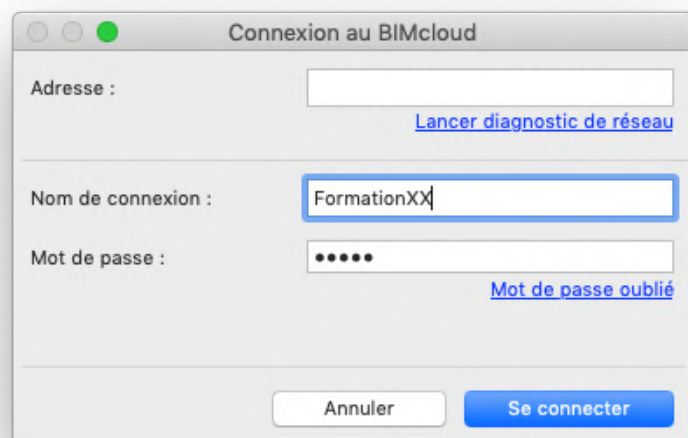 Connexion au BIMcloud
Adresse :
Lancer diagnostic de réseau
Nom de connexion : FormationXX
Mot de passe : •••••
Mot de passe oublié
Annuler Se connecter